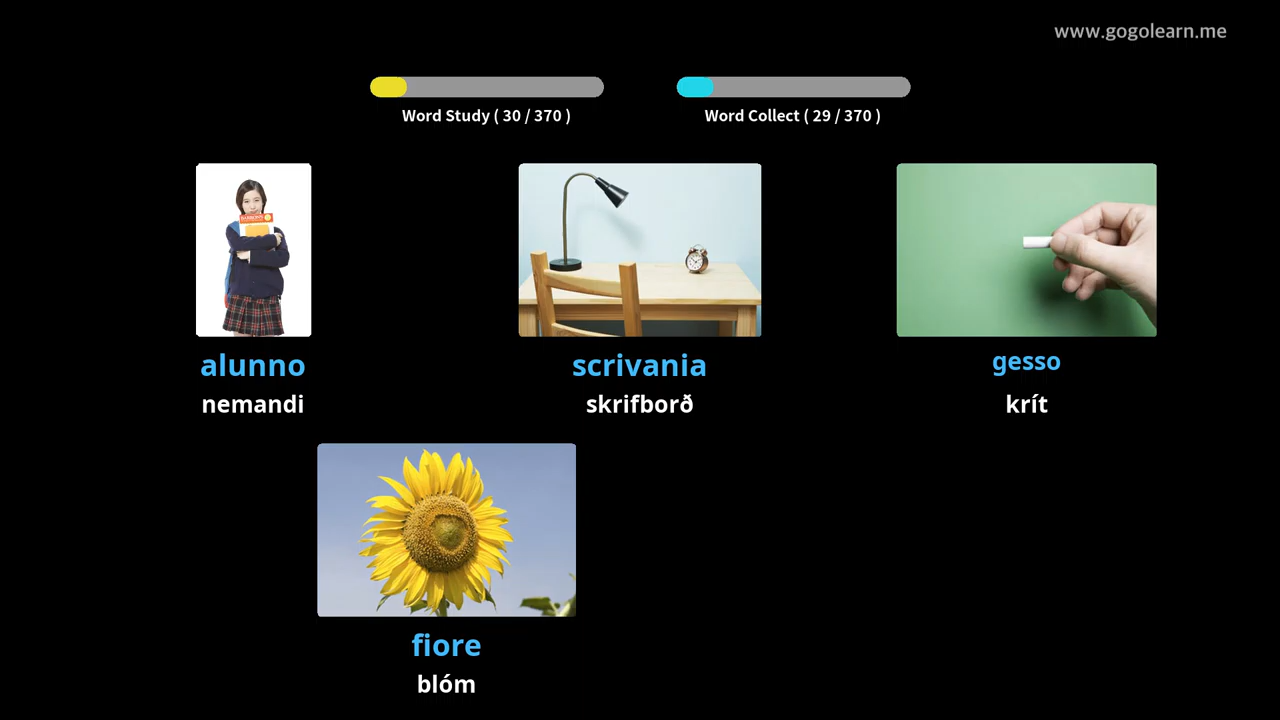 www.gogolearn.me
Word Study ( 30 / 370 )
Word Collect ( 29 / 370 )
alunno
nemandi
scrivania
skrifborð
gesso
krít
fiore
blóm